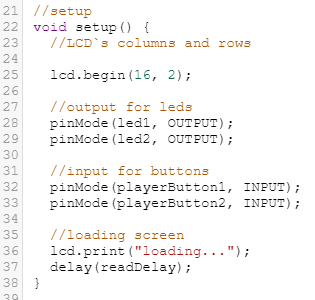 21 //setup
22 void setup() {
23 //LCD`s columns and rows
24
25 lcd.begin(16, 2);
26
27 //output for leds
28 pinMode(led1, OUTPUT);
29 pinMode(led2, OUTPUT);
30
31 //input for buttons
32 pinMode(playerButton1, INPUT);
33 pinMode(playerButton2, INPUT);
34
35 //loading screen
36 lcd.print("loading...");
37 delay(readDelay);
38 }
39